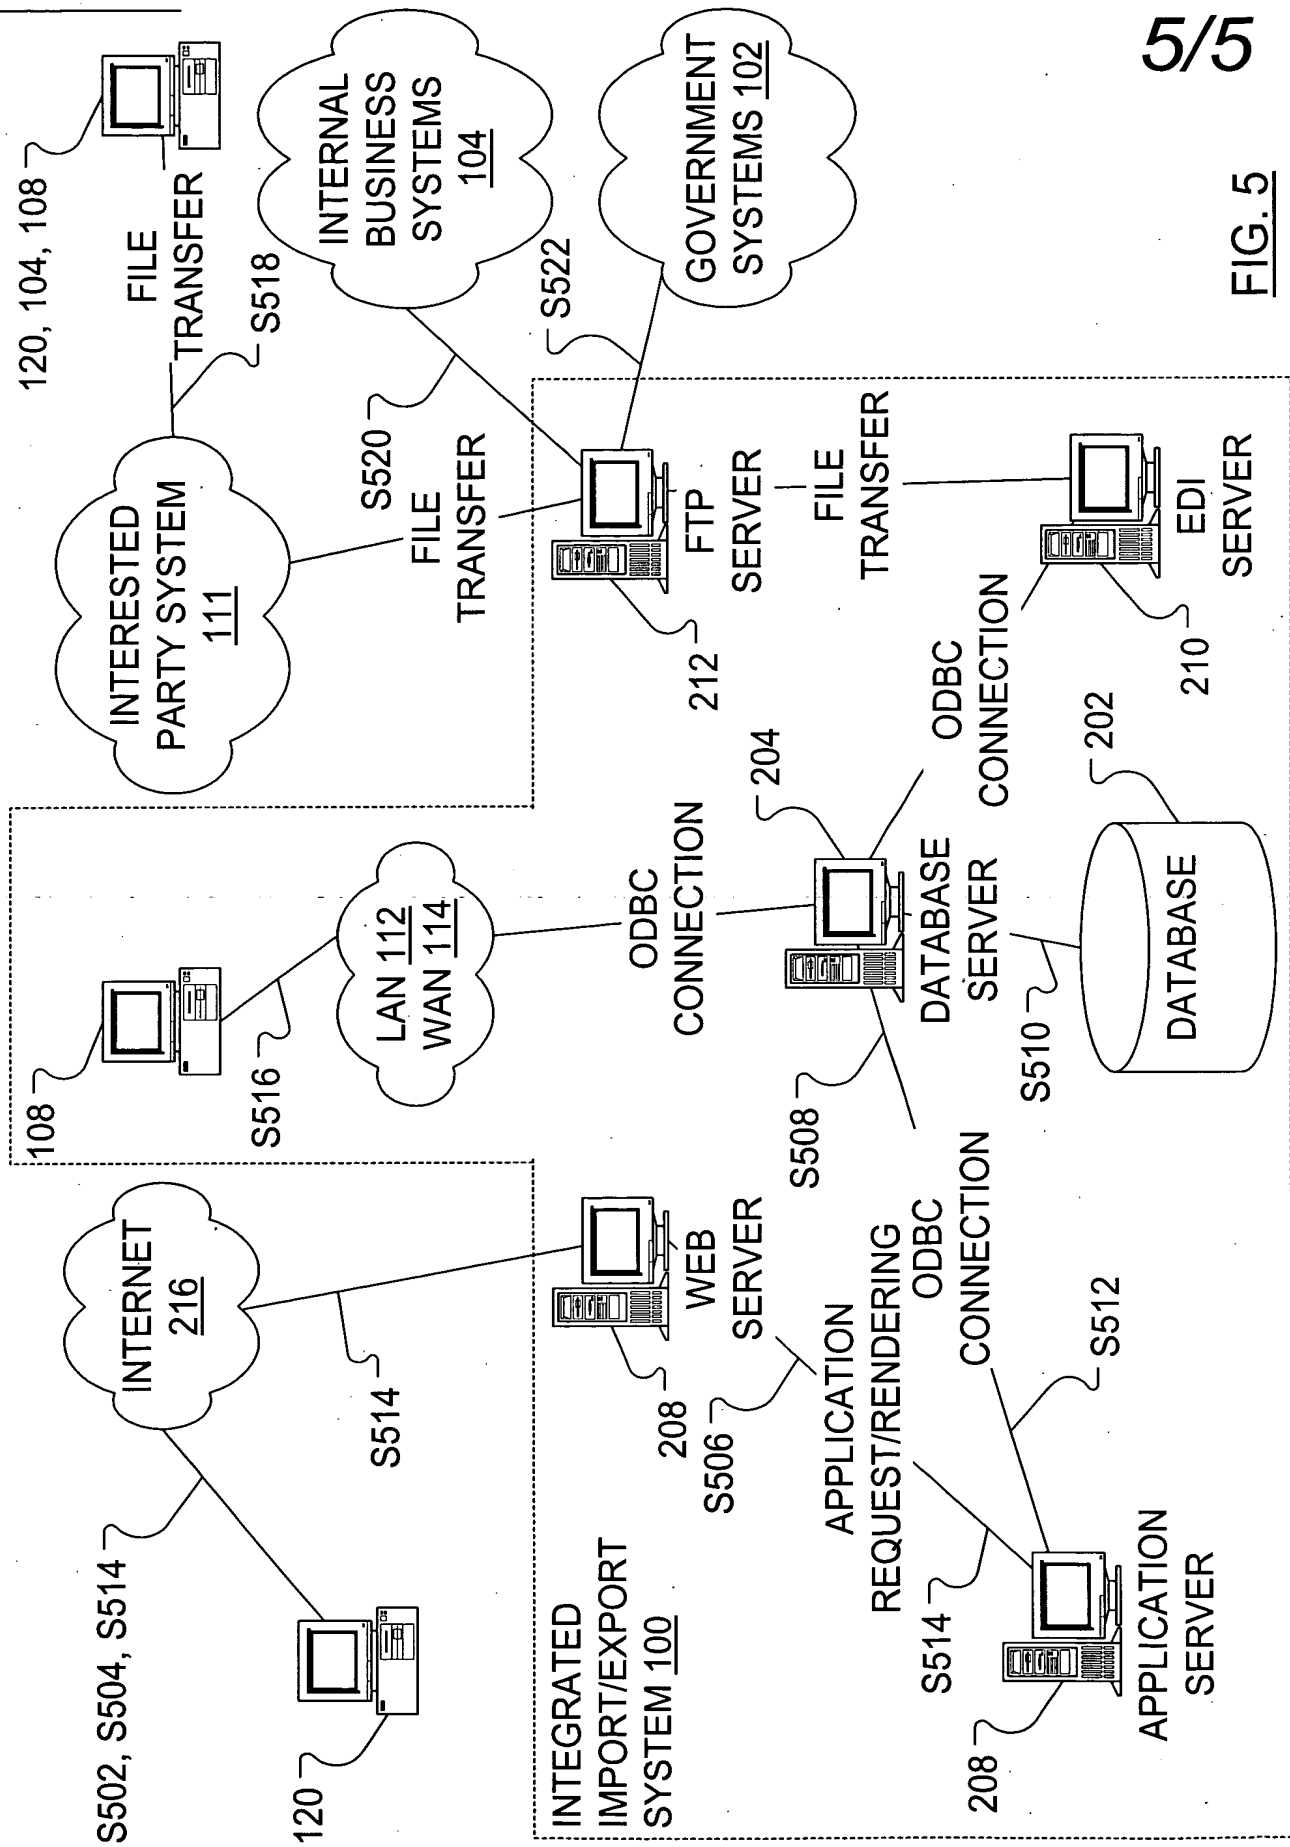 5/5
S502, S504, S514
INTERNET
216
108
120, 104, 108
120
S514
S516
LAN 112
WAN 114
INTERESTED
PARTY SYSTEM
111
FILE
TRANSFER
S518
INTERNAL
BUSINESS
SYSTEMS
104
S520
FILE
TRANSFER
S522
GOVERNMENT
SYSTEMS 102
INTEGRATED
IMPORT/EXPORT
SYSTEM 100
208
WEB
SERVER
S506
ODBC
CONNECTION
212
FTP
SERVER
204
FILE
TRANSFER
APPLICATION
REQUEST/RENDERING
S508
DATABASE
SERVER
ODBC
CONNECTION
ODBC
CONNECTION
S514
S512
S510
202
210
EDI
SERVER
208
APPLICATION
SERVER
DATABASE
FIG. 5